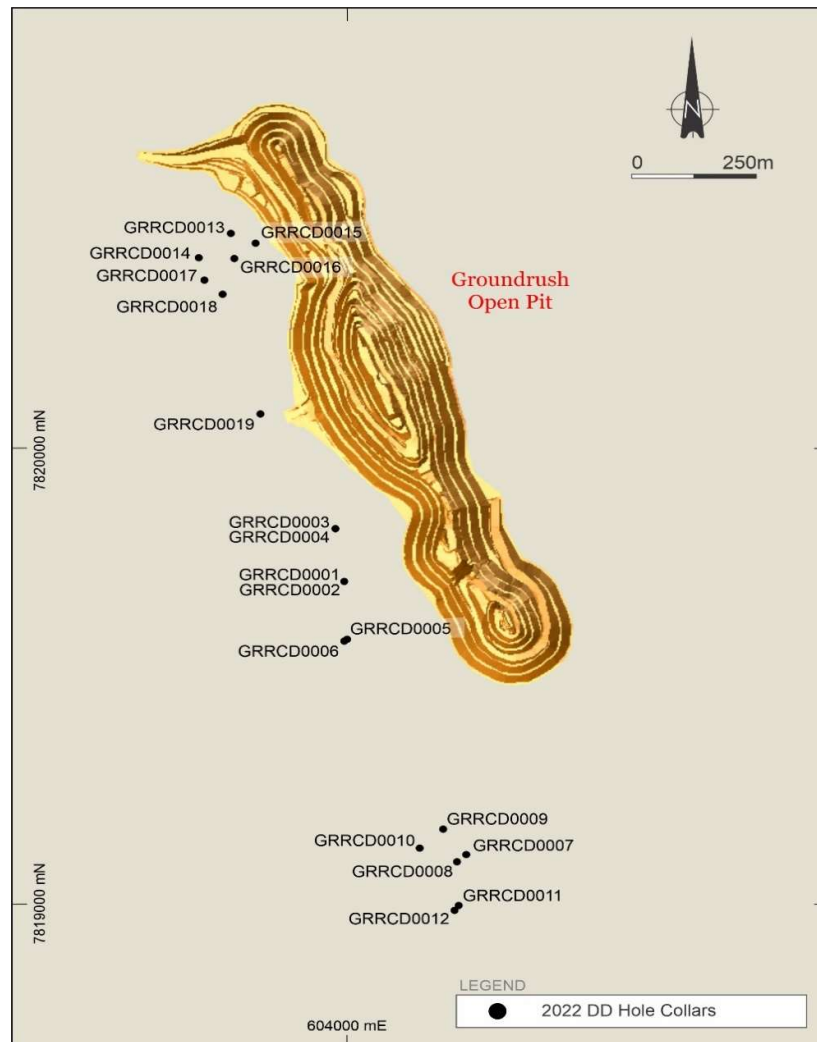 N
0 250m
GRRCD0013
GRRCD0015
GRRCD0014
GRRCD0016
GRRCD0017
GRRCD0018
Groundrush
Open Pit
GRRCD0019
7820000 mN
GRRCD0003
GRRCD0004
GRRCD0001
GRRCD0002
GRRCD0005
GRRCD0006
GRRCD0009
GRRCD0010
GRRCD0007
GRRCD0008
GRRCD0011
GRRCD0012
7819000 mN
LEGEND
2022 DD Hole Collars
604000 mE